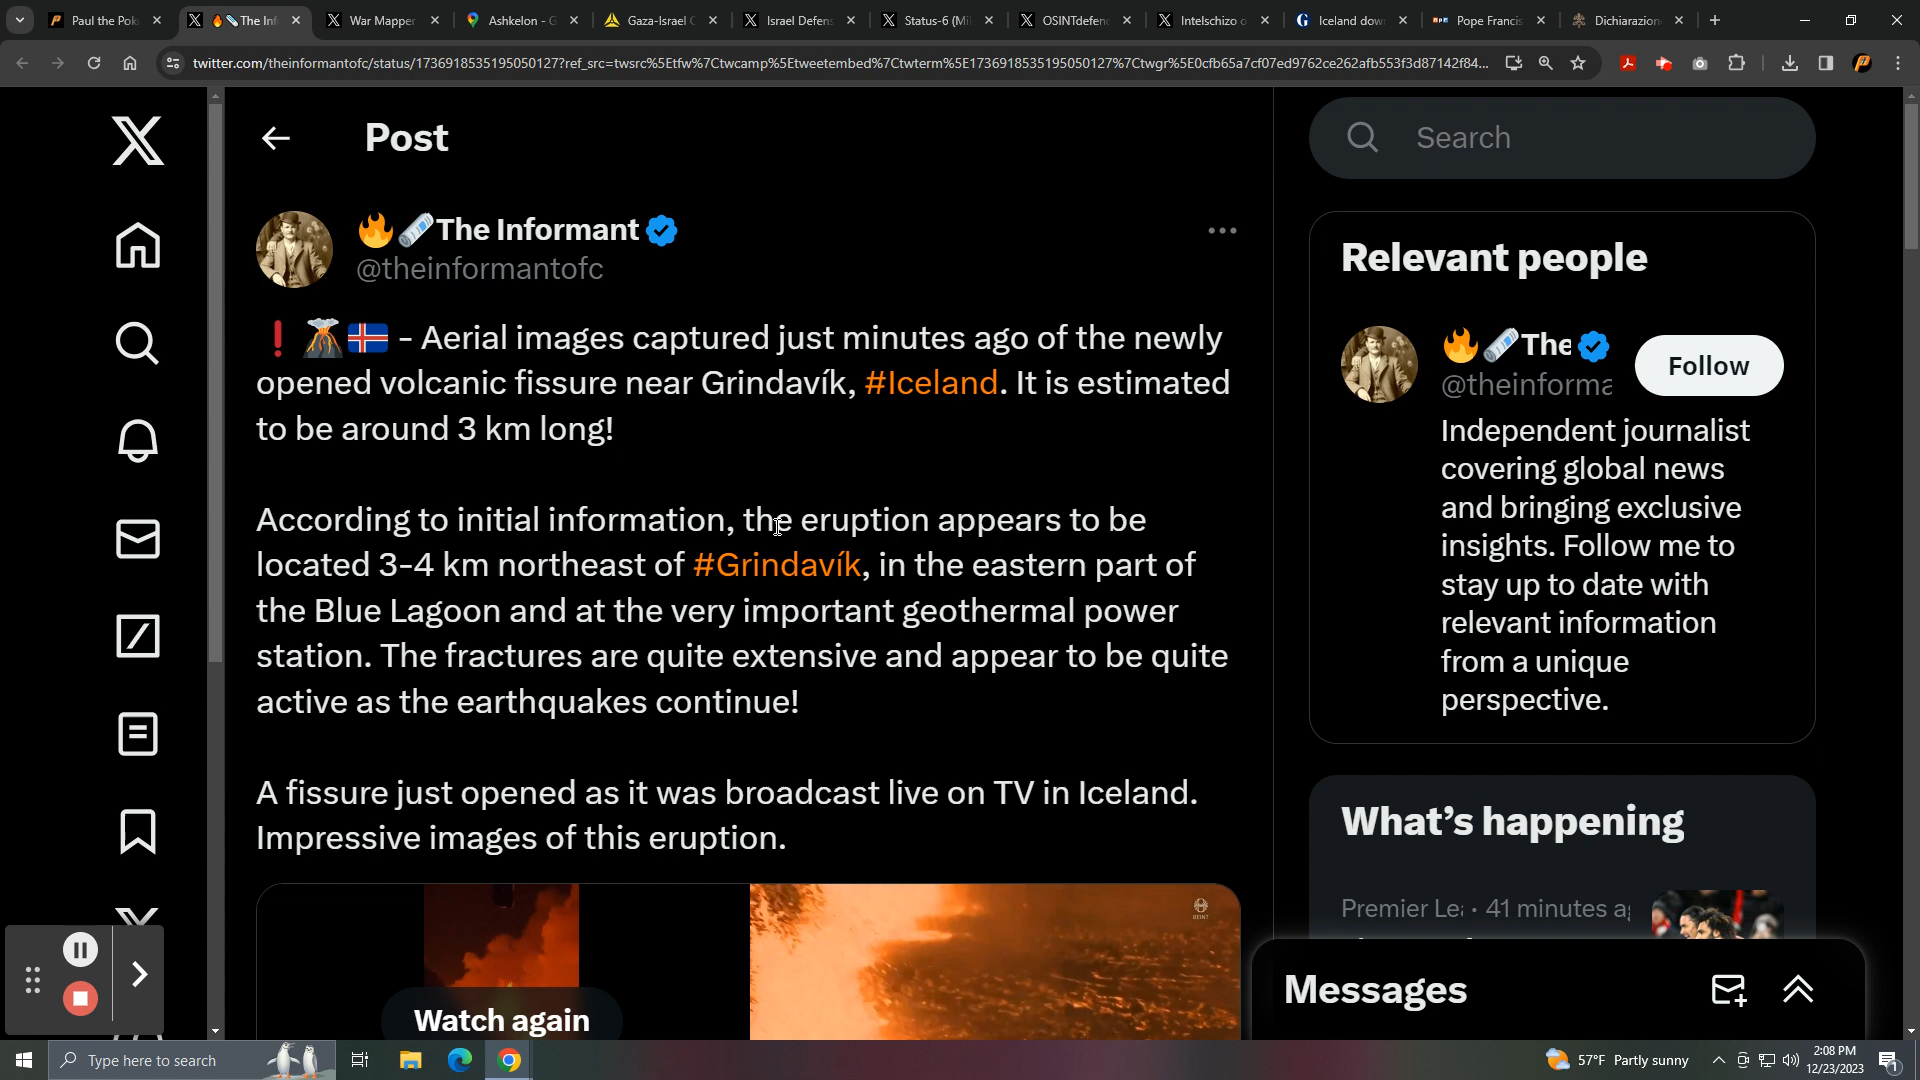 Paul the Pok
The Inf
War Mapper
Ashkelon - G
Gaza-Israel C
Israel Defens
Status-6 (Mi
OSINTdefend
Intelschizo o
Iceland dow
Pope Francis
Dichiarazion
twitter.com/theinformantofc/status/1736918535195050127?ref_src=twsrc%5Etfw%7Ctwcamp%5Etweetembed%7Ctwterm%5E1736918535195050127%7Ctwgr%5E0cfb65a7cf07ed9762ce262afb553f3d87142f84...
Post
Search
🔥🗞The Informant
@theinformantofc
❗🌋🇮🇸 - Aerial images captured just minutes ago of the newly
opened volcanic fissure near Grindavík, #Iceland. It is estimated
to be around 3 km long!
According to initial information, the eruption appears to be
located 3-4 km northeast of #Grindavík, in the eastern part of
the Blue Lagoon and at the very important geothermal power
station. The fractures are quite extensive and appear to be quite
active as the earthquakes continue!
A fissure just opened as it was broadcast live on TV in Iceland.
Impressive images of this eruption.
Watch again
Relevant people
🔥🗞The
@theinforma
Follow
Independent journalist
covering global news
and bringing exclusive
insights. Follow me to
stay up to date with
relevant information
from a unique
perspective.
What's happening
Premier Le · 41 minutes a
Messages
Type here to search
57°F Partly sunny
2:08 PM
12/23/2023
1